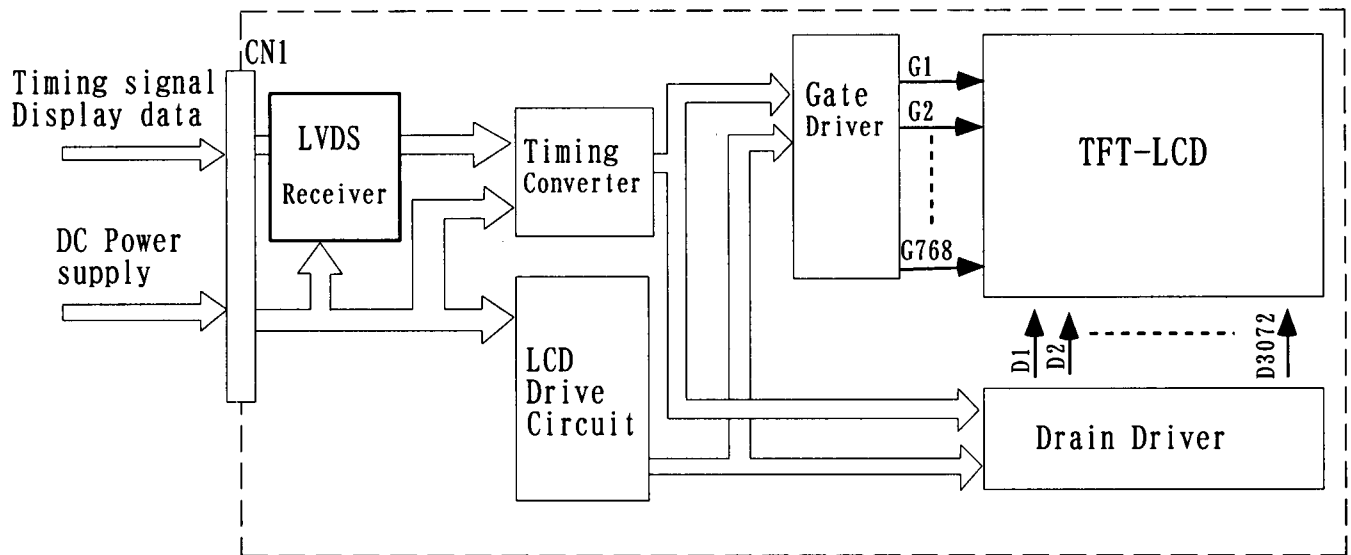 CN1
Timing signal
Display data
DC Power
supply
LVDS
Receiver
Timing
Converter
LCD
Drive
Circuit
Gate
Driver
G1
G2
G768
TFT-LCD
D1
D2
D3072
Drain Driver